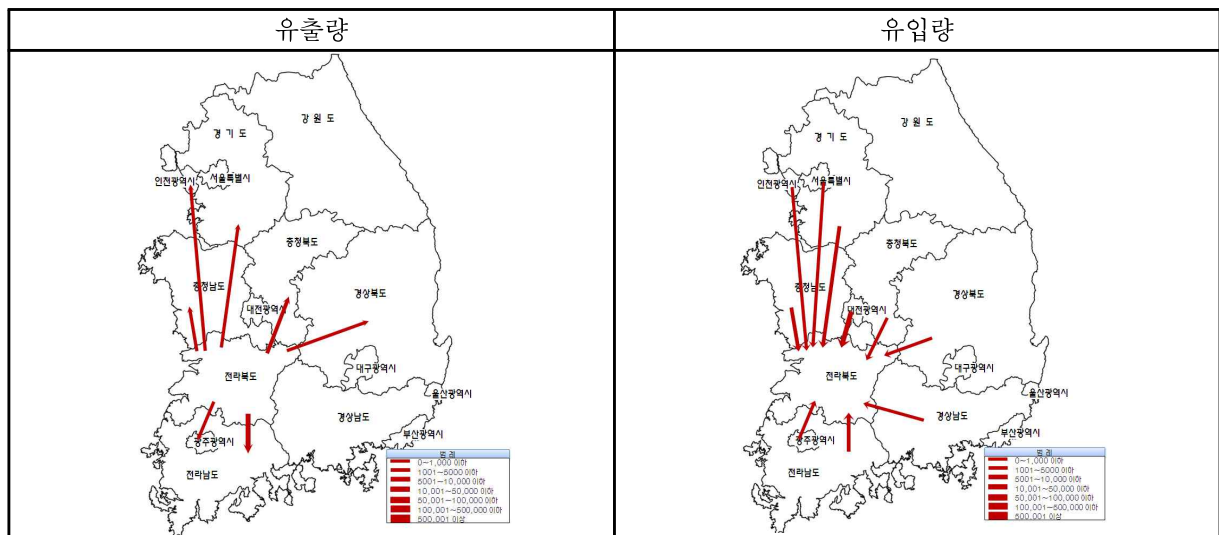 유출량
유입량
강 원 도
경 기 도
인천광역시
서울특별시
충청북도
충청남도
경상북도
대전광역시
전라북도
대구광역시
울산광역시
경상남도
광주광역시
부산광역시
전라남도
범 례
0~1,000 이하
1001~5000 이하
5001~10,000 이하
10,001~50,000 이하
50,001~100,000 이하
100,001~500,000 이하
500,001 이상
강 원 도
경 기 도
인천광역시
서울특별시
충청북도
충청남도
경상북도
대전광역시
전라북도
대구광역시
울산광역시
경상남도
광주광역시
부산광역시
전라남도
범 례
0~1,000 이하
1001~5000 이하
5001~10,000 이하
10,001~50,000 이하
50,001~100,000 이하
100,001~500,000 이하
500,001 이상